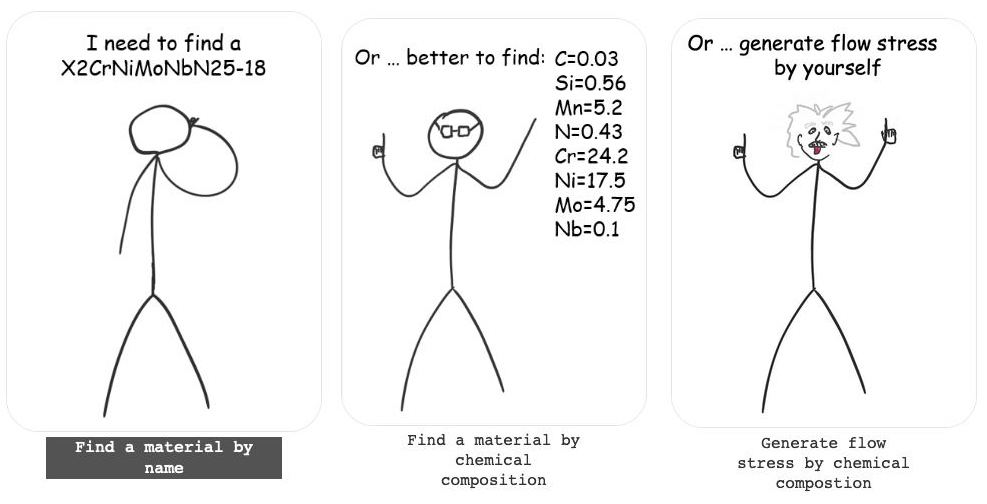 I need to find a
X2CrNiMoNbN25-18
Find a material by
name
Or ... better to find:
C=0.03
Si=0.56
Mn=5.2
N=0.43
Cr=24.2
Ni=17.5
Mo=4.75
Nb=0.1
Find a material by
chemical
composition
Or ... generate flow stress
by yourself
Generate flow
stress by chemical
compostion